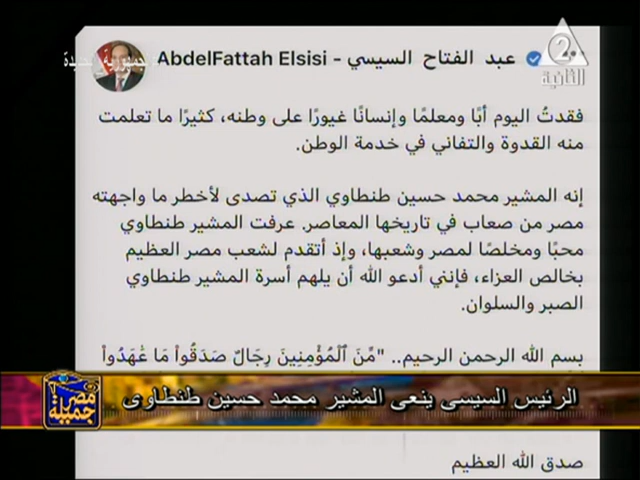 عبد الفتاح السيسي - AbdelFattah Elsisi
2
الثانية
فقدتُ اليوم أبًا ومعلمًا وإنسانًا غيورًا على وطنه، كثيرًا ما تعلمت
منه القدوة والتفاني في خدمة الوطن.
إنه المشير محمد حسين طنطاوي الذي تصدى لأخطر ما واجهته
مصر من صعاب في تاريخها المعاصر. عرفت المشير طنطاوي
محبًا ومخلصًا لمصر وشعبها، وإذ أتقدم لشعب مصر العظيم
بخالص العزاء، فإنني أدعو الله أن يلهم أسرة المشير طنطاوي
الصبر والسلوان.
بسم الله الرحمن الرحيم.. "مِّنَ ٱلْمُؤْمِنِينَ رِجَالٌ صَدَقُوا۟ مَا عَٰهَدُوا۟
مصر
جميلة
الرئيس السيسى ينعى المشير محمد حسين طنطاوى
صدق الله العظيم